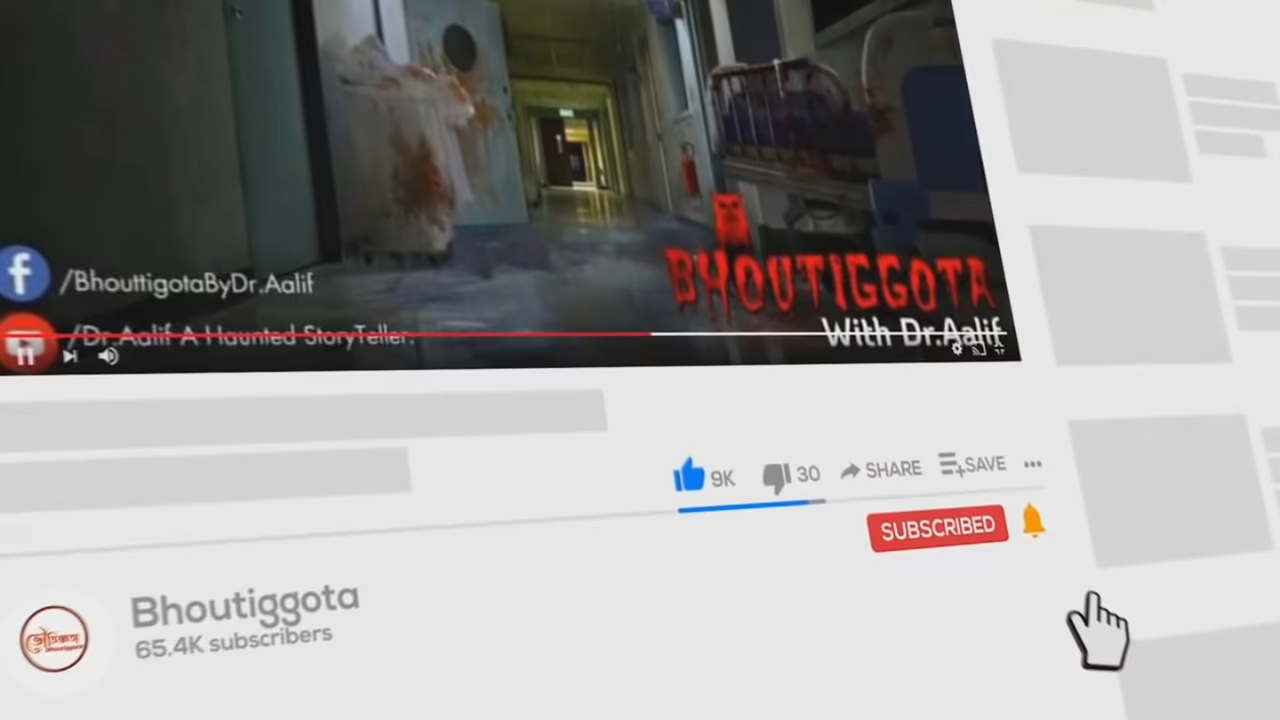 /BhouttigotaByDr.Aalif
/Dr.Aalif A Haunted StoryTeller.
BHOUTIGGOTA
With Dr.Aalif
9K
30
SHARE
SAVE
SUBSCRIBED
Bhoutiggota
65.4K subscribers